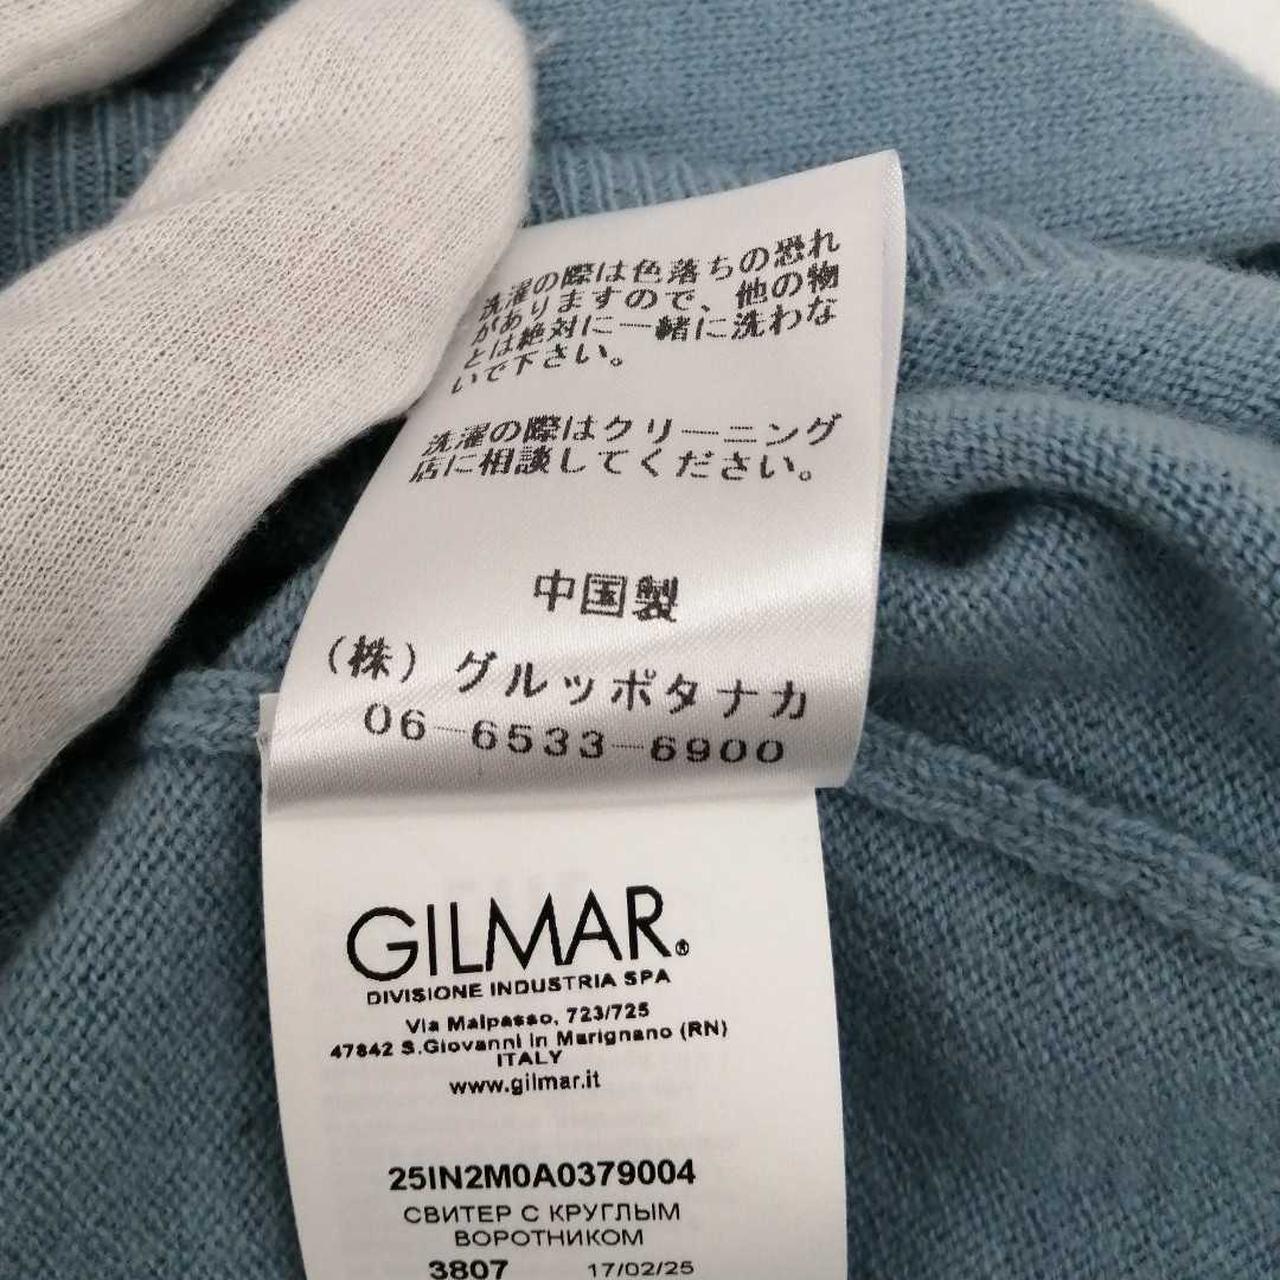 洗濯の際は色落ちの恐れ
がありますので、他の物
とは絶対に一緒に洗わな
いで下さい。
洗濯の際はクリーニング
店に相談してください。
中国製
(株)グルッポタナカ
06-6533-6900
GILMAR®
DIVISIONE INDUSTRIA SPA
Via Malpasso, 723/725
47842 S.Giovanni in Marignano (RN)
ITALY
www.gilmar.it
25IN2M0A0379004
СВИТЕР С КРУГЛЫМ
ВОРОТНИКОМ
3807 17/02/25